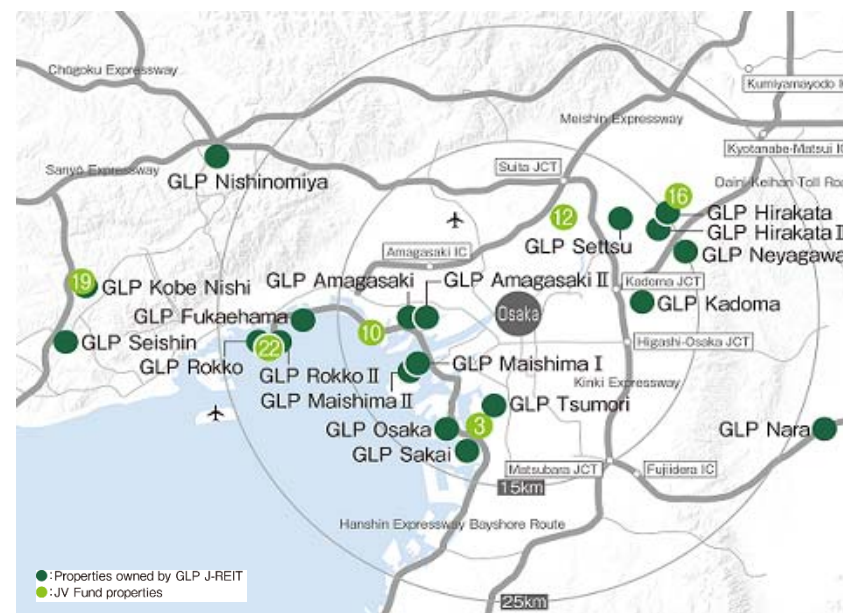 Chūgoku Expressway
Kumiyamayodo I
Meishin Expressway
Kyotanabe-Matsui I
Suita JCT
Sanyō Expressway
GLP Nishinomiya
Daini-Keihan Toll Roa
16
12
GLP Hirakata
GLP Hirakata II
GLP Settsu
Amagasaki IC
GLP Neyagawa
19
GLP Kobe Nishi
GLP Amagasaki
GLP Amagasaki II
Kadoma JCT
GLP Kadoma
GLP Fukaehama
Osaka
10
GLP Seishin
22
Higashi-Osaka JCT
GLP Rokko
GLP Rokko II
GLP Maishima I
GLP Maishima II
Kinki Expressway
GLP Tsumori
3
GLP Osaka
GLP Nara
GLP Sakai
Matsubara JCT
Fujiidera IC
15km
Hanshin Expressway Bayshore Route
:Properties owned by GLP J-REIT
:JV Fund properties
25km